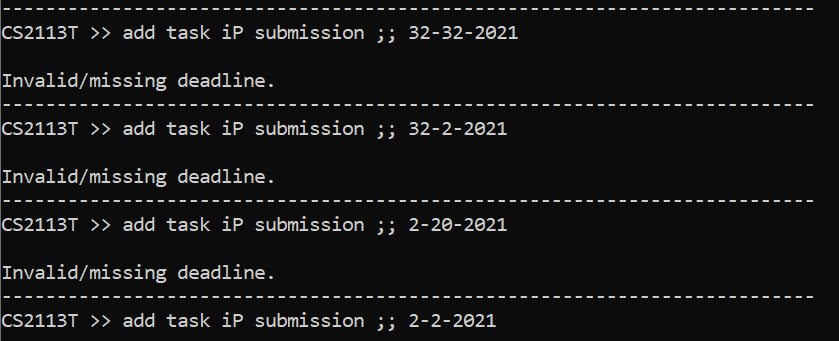 --------------------------------------------------------------------------
CS2113T >> add task iP submission ;; 32-32-2021
Invalid/missing deadline.
--------------------------------------------------------------------------
CS2113T >> add task iP submission ;; 32-2-2021
Invalid/missing deadline.
--------------------------------------------------------------------------
CS2113T >> add task iP submission ;; 2-20-2021
Invalid/missing deadline.
--------------------------------------------------------------------------
CS2113T >> add task iP submission ;; 2-2-2021